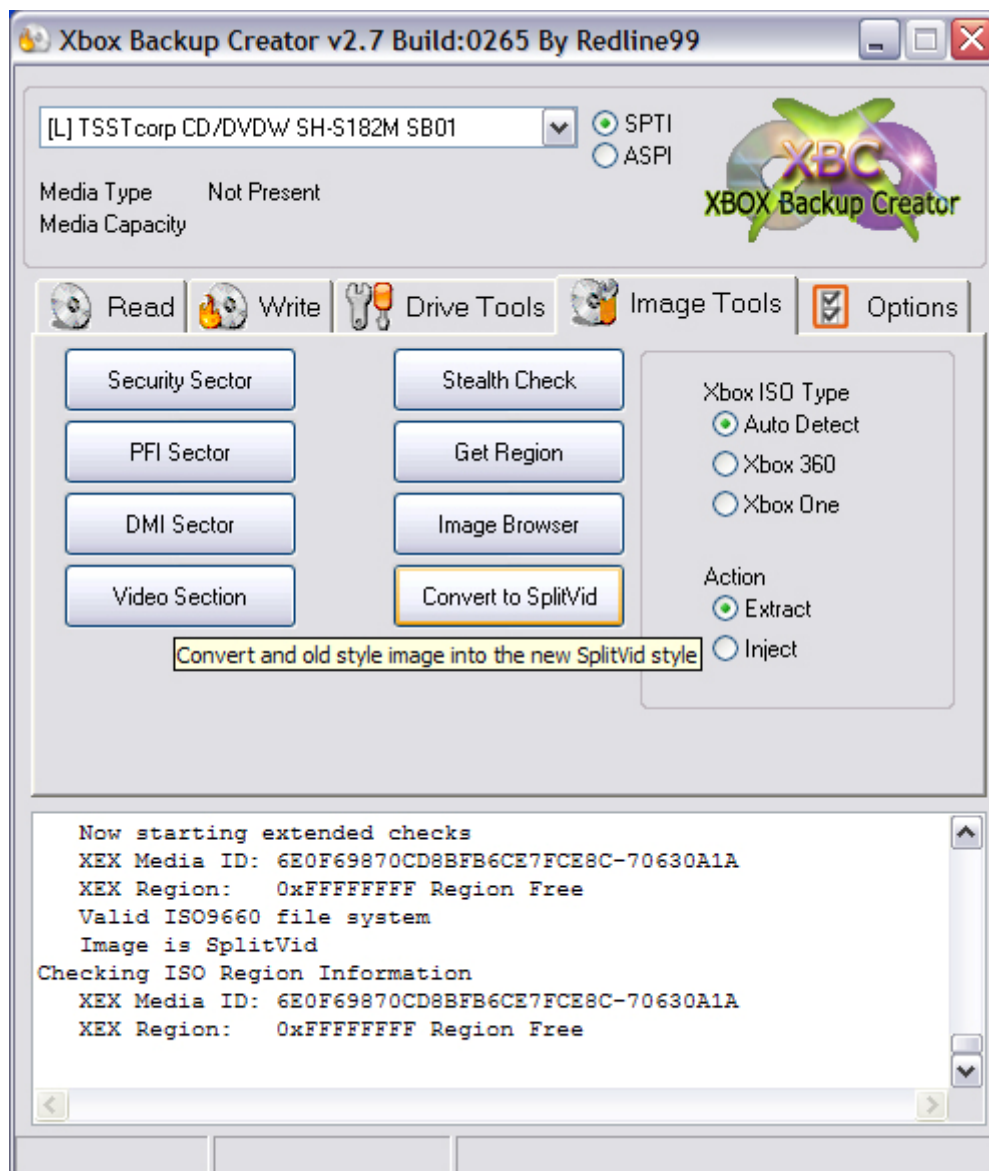 Xbox Backup Creator v2.7 Build:0265 By Redline99
[L] TSSTcorp CD/DVDW SH-S182M SB01
SPTI
ASPI
Media Type Not Present
Media Capacity
XBC
XBOX Backup Creator
Read
Write
Drive Tools
Image Tools
Options
Security Sector
Stealth Check
PFI Sector
Get Region
DMI Sector
Image Browser
Video Section
Convert to SplitVid
Xbox ISO Type
Auto Detect
Xbox 360
Xbox One
Action
Extract
Inject
Convert and old style image into the new SplitVid style
Now starting extended checks
XEX Media ID: 6E0F69870CD8BFB6CE7FCE8C-70630A1A
XEX Region: 0xFFFFFFFF Region Free
Valid ISO9660 file system
Image is SplitVid
Checking ISO Region Information
XEX Media ID: 6E0F69870CD8BFB6CE7FCE8C-70630A1A
XEX Region: 0xFFFFFFFF Region Free